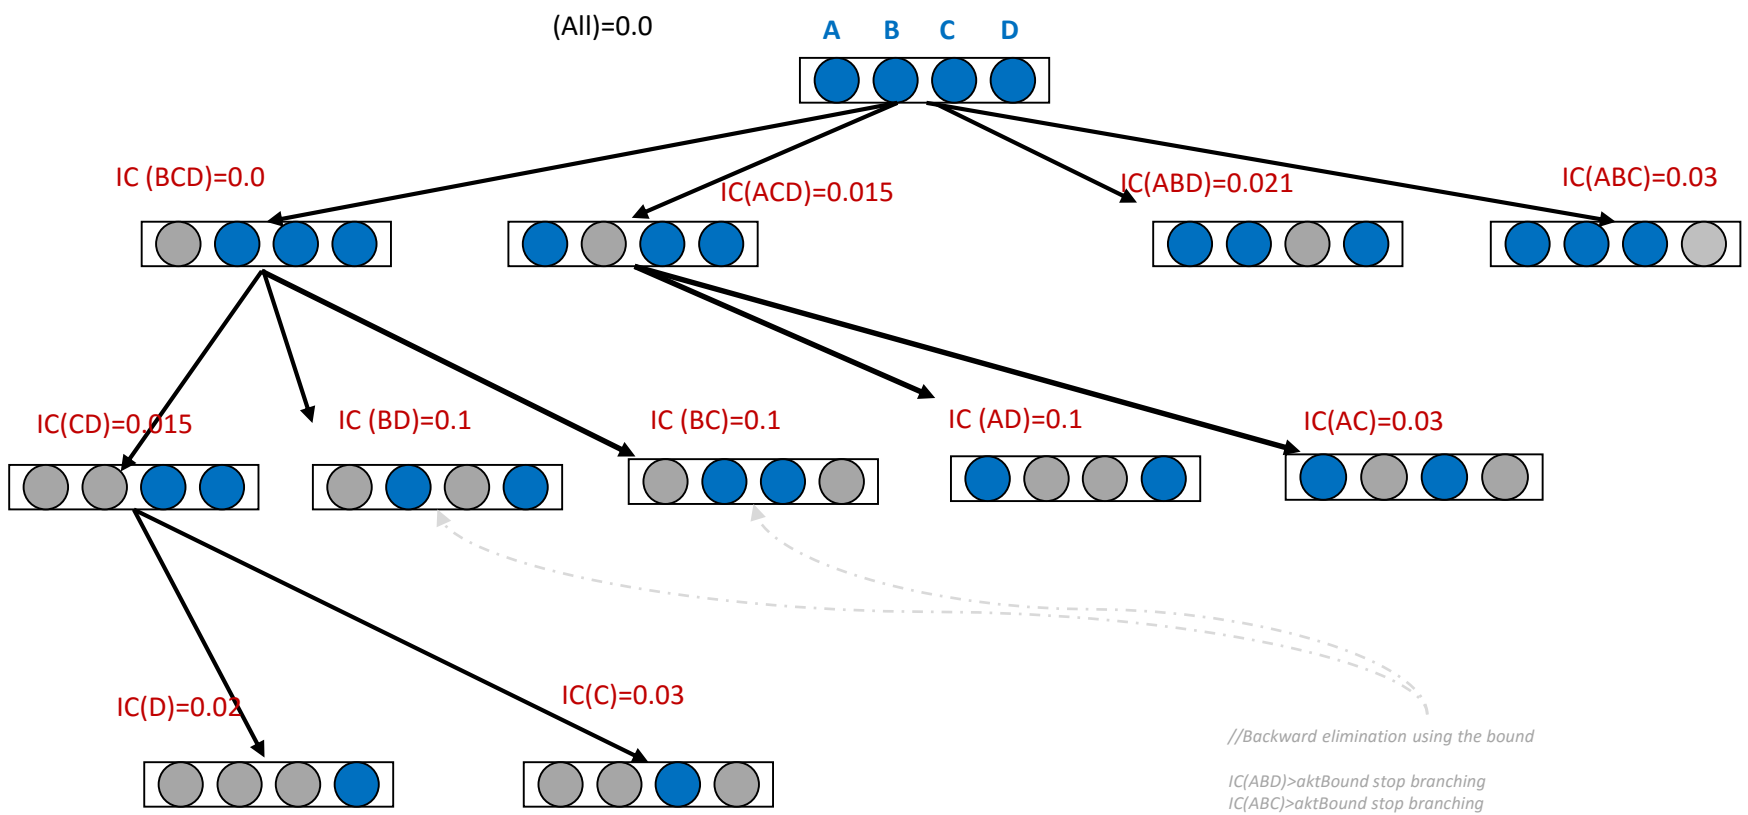 (All)=0.0
A B C D
IC (BCD)=0.0
IC(ACD)=0.015
IC(ABD)=0.021
IC(ABC)=0.03
IC(CD)=0.015
IC (BD)=0.1
IC (BC)=0.1
IC (AD)=0.1
IC(AC)=0.03
IC(D)=0.02
IC(C)=0.03
//Backward elimination using the bound
IC(ABD)>aktBound stop branching
IC(ABC)>aktBound stop branching